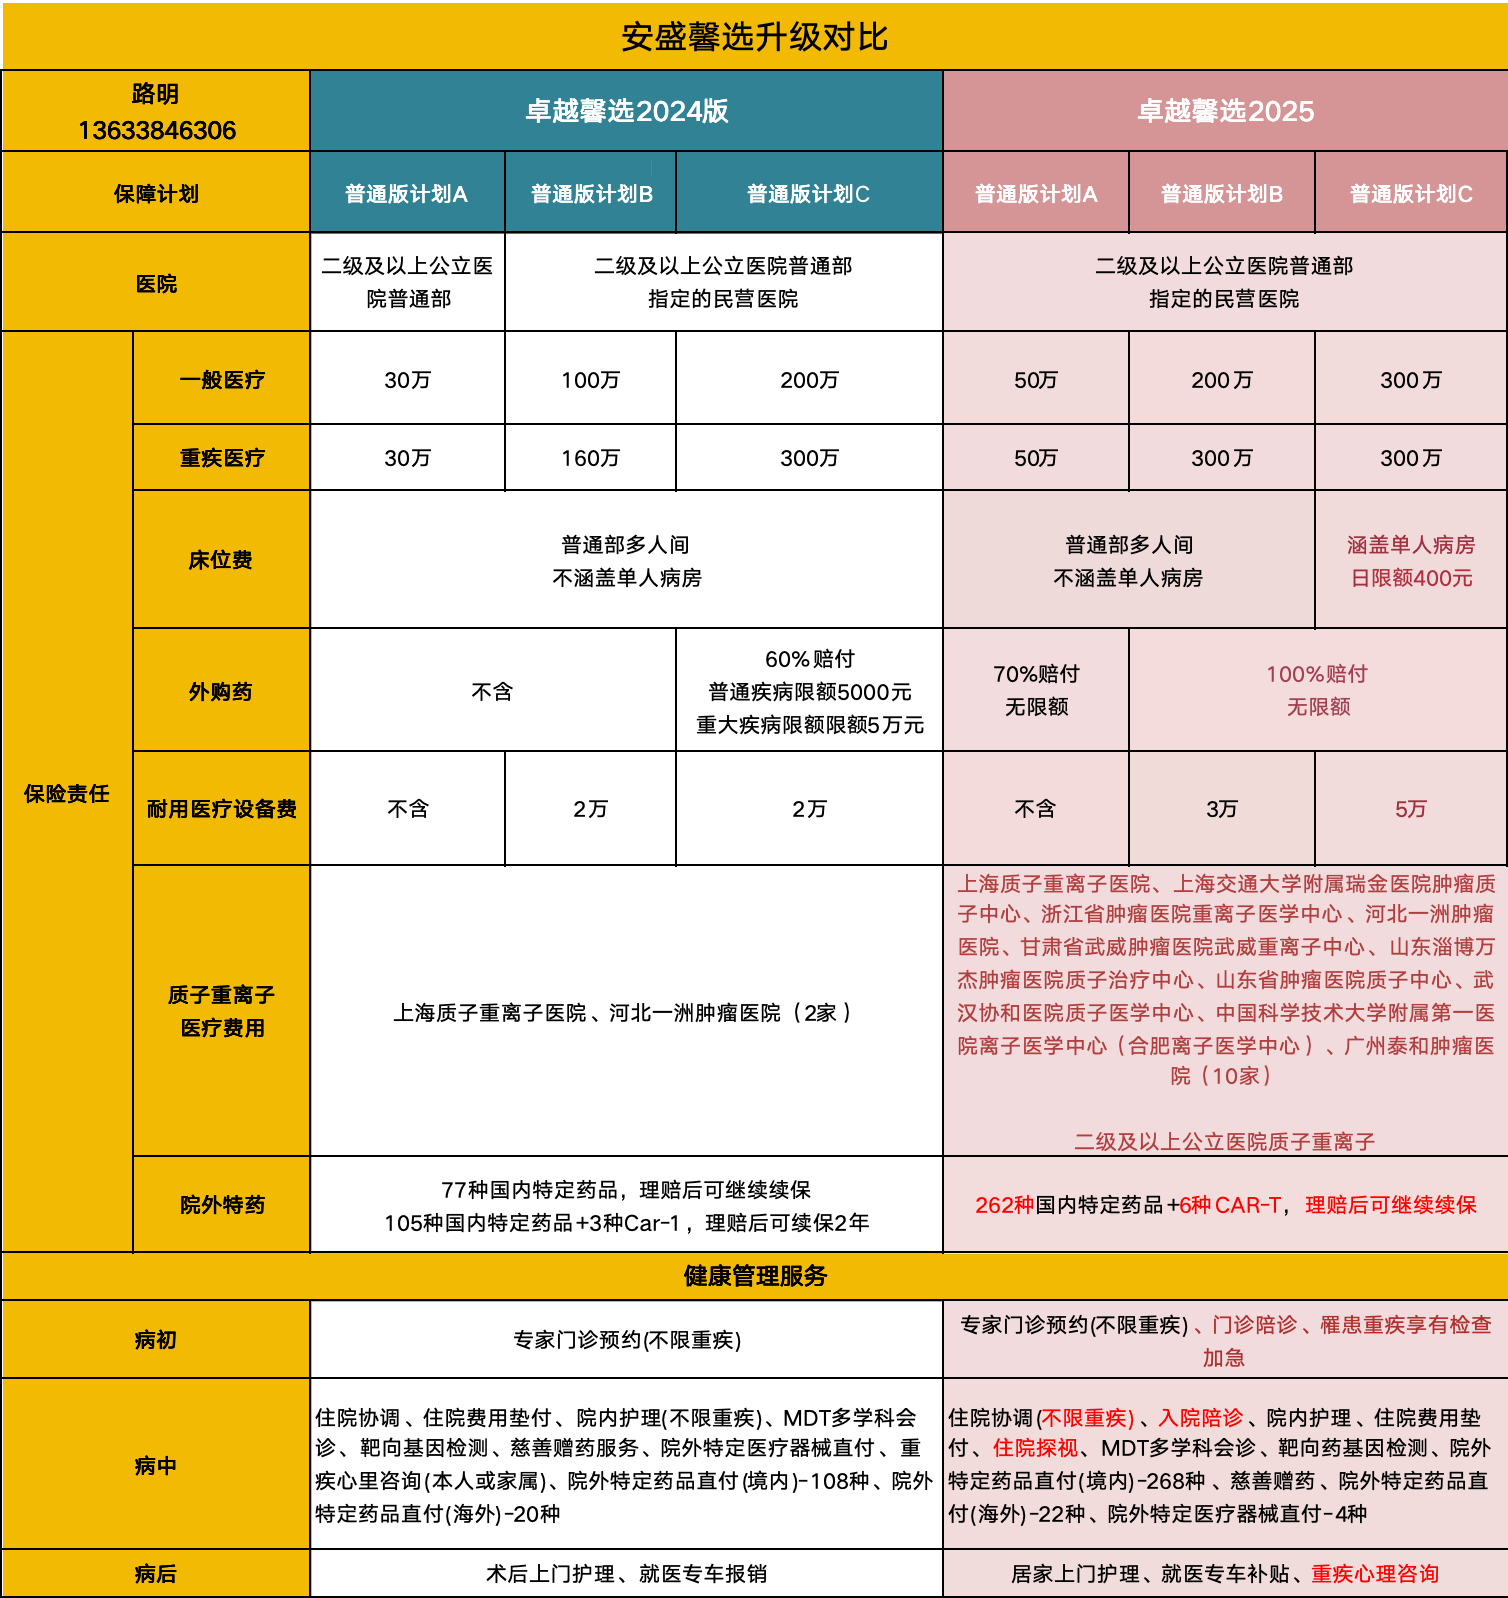 安盛馨选升级对比
路明
13633846306
卓越馨选2024版
卓越馨选2025
保障计划
普通版计划A
普通版计划B
普通版计划C
普通版计划A
普通版计划B
普通版计划C
医院
二级及以上公立医
院普通部
二级及以上公立医院普通部
指定的民营医院
二级及以上公立医院普通部
指定的民营医院
保险责任
一般医疗
30万
100万
200万
50万
200万
300万
重疾医疗
30万
160万
300万
50万
300万
300万
床位费
普通部多人间
不涵盖单人病房
普通部多人间
不涵盖单人病房
涵盖单人病房
日限额400元
外购药
不含
60%赔付
普通疾病限额5000元
重大疾病限额限额5万元
70%赔付
无限额
100%赔付
无限额
耐用医疗设备费
不含
2万
2万
不含
3万
5万
质子重离子
医疗费用
上海质子重离子医院、河北一洲肿瘤医院（2家）
上海质子重离子医院、上海交通大学附属瑞金医院肿瘤质
子中心、浙江省肿瘤医院重离子医学中心、河北一洲肿瘤
医院、甘肃省武威肿瘤医院武威重离子中心、山东淄博万
杰肿瘤医院质子治疗中心、山东省肿瘤医院质子中心、武
汉协和医院质子医学中心、中国科学技术大学附属第一医
院离子医学中心（合肥离子医学中心）、广州泰和肿瘤医
院（10家）
二级及以上公立医院质子重离子
院外特药
77种国内特定药品，理赔后可继续续保
105种国内特定药品+3种Car-1，理赔后可续保2年
262种国内特定药品+6种CAR-T，理赔后可继续续保
健康管理服务
病初
专家门诊预约(不限重疾)
专家门诊预约(不限重疾)、门诊陪诊、罹患重疾享有检查
加急
病中
住院协调、住院费用垫付、院内护理(不限重疾)、MDT多学科会
诊、靶向基因检测、慈善赠药服务、院外特定医疗器械直付、重
疾心里咨询(本人或家属)、院外特定药品直付(境内)-108种、院外
特定药品直付(海外)-20种
住院协调(不限重疾)、入院陪诊、院内护理、住院费用垫
付、住院探视、MDT多学科会诊、靶向药基因检测、院外
特定药品直付(境内)-268种、慈善赠药、院外特定药品直
付(海外)-22种、院外特定医疗器械直付-4种
病后
术后上门护理、就医专车报销
居家上门护理、就医专车补贴、重疾心理咨询